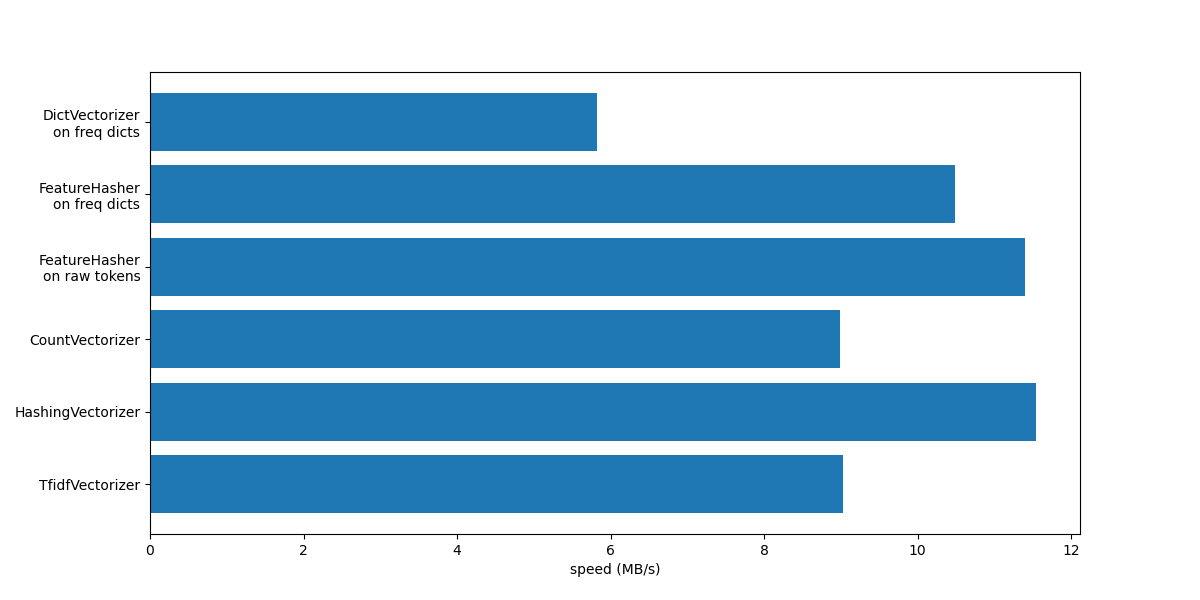 DictVectorizer
on freq dicts
FeatureHasher
on freq dicts
FeatureHasher
on raw tokens
CountVectorizer
HashingVectorizer
TfidfVectorizer
0 2 4 6 8 10 12
speed (MB/s)